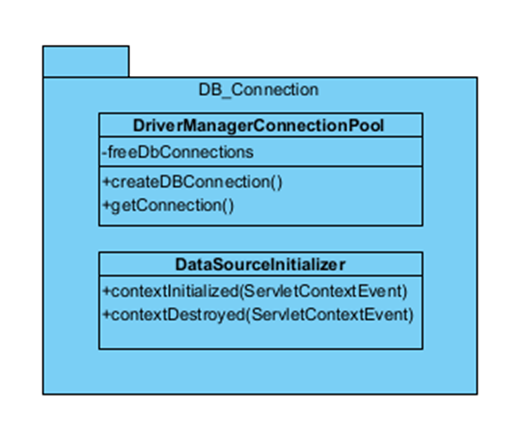 DB_Connection
DriverManagerConnectionPool
-freeDbConnections
+createDBConnection()
+getConnection()
DataSourceInitializer
+contextInitialized(ServletContextEvent)
+contextDestroyed(ServletContextEvent)